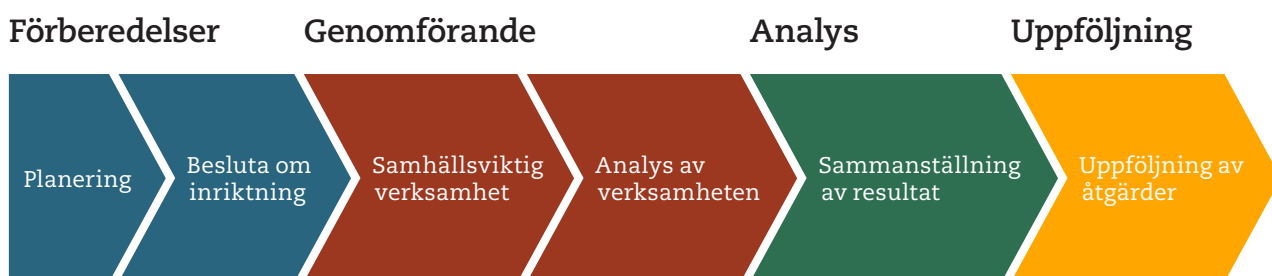 Förberedelser
Genomförande
Analys
Uppföljning
Planering
Besluta om
inriktning
Samhällsviktig
verksamhet
Analys av
verksamheten
Sammanställning
av resultat
Uppföljning av
åtgärder